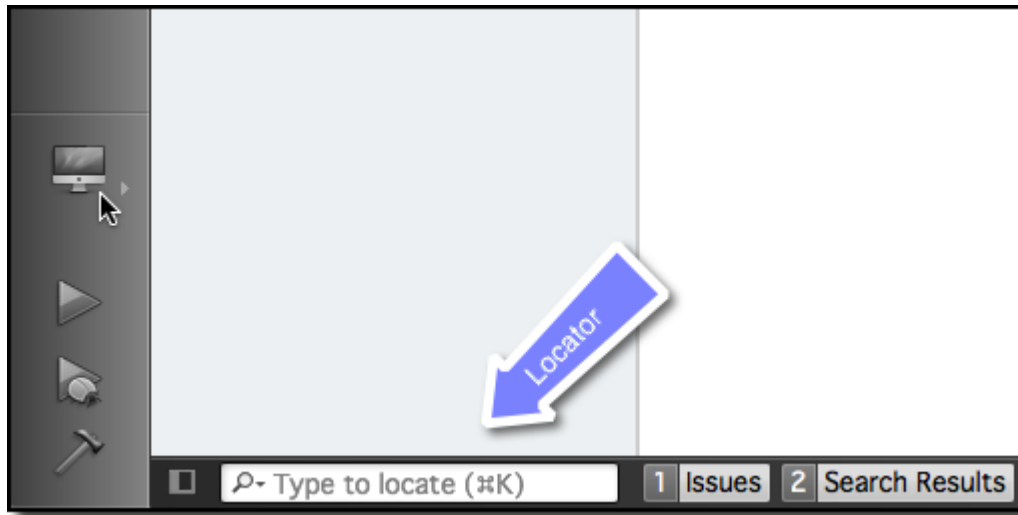 Locator
Type to locate (⌘K)
1 Issues 2 Search Results